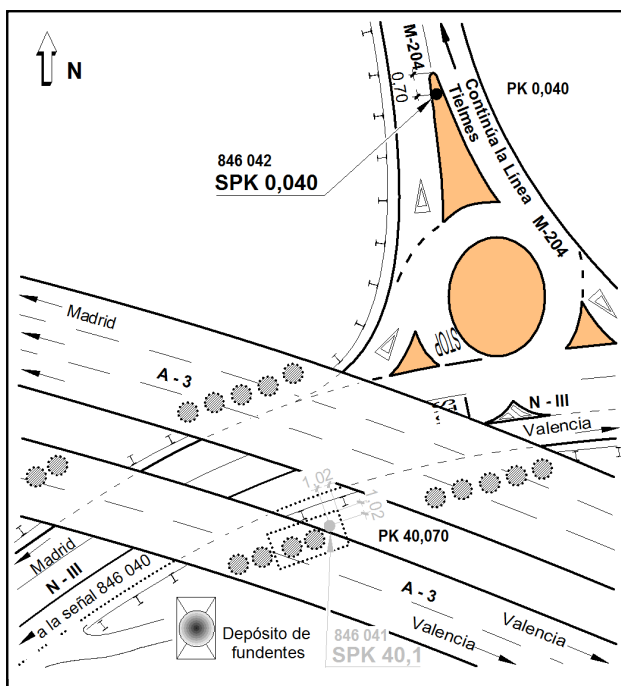 N
M-204
0,70
PK 0,040
Continúa la Línea
Tielmes
846 042
SPK 0,040
M-204
Madrid
STOP
A - 3
N - III
Valencia
1,02
1,02
PK 40,070
Madrid
N - III
a la señal 846 040
A - 3
Depósito de
fundentes
846 041
SPK 40,1
Valencia
Valencia